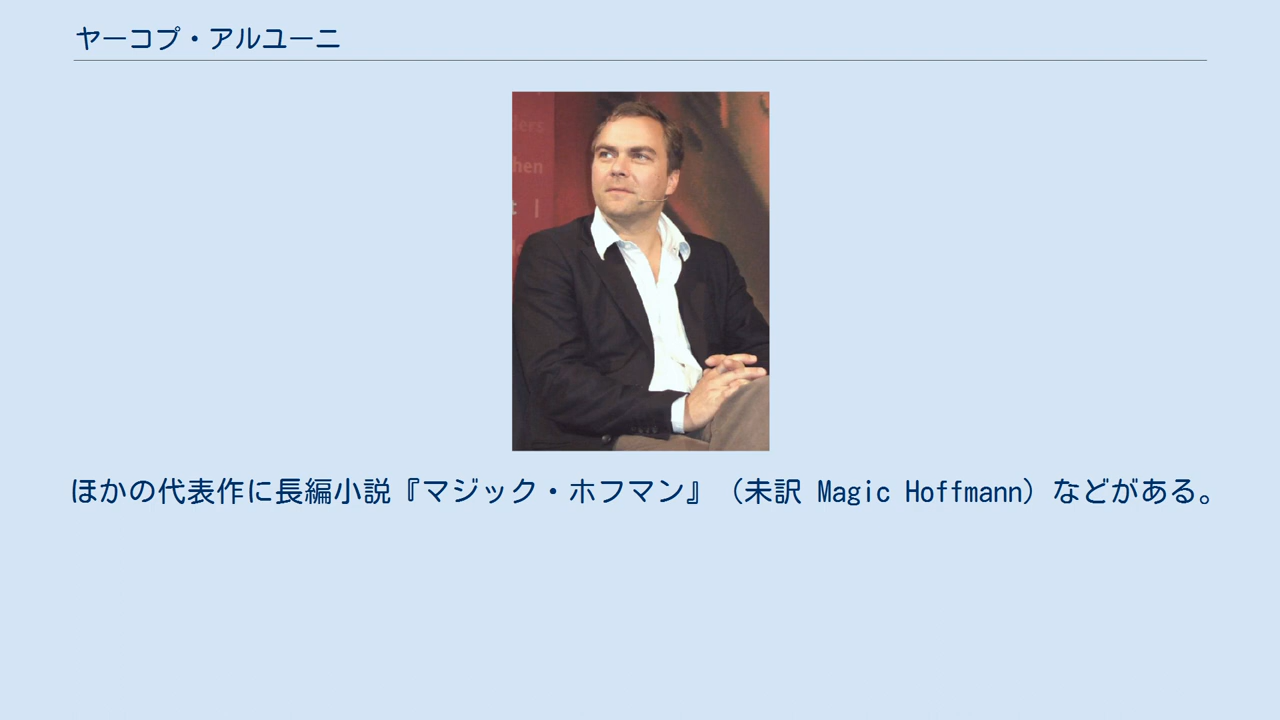 ヤーコプ・アルユーニ
hen
ほかの代表作に長編小説『マジック・ホフマン』（未訳 Magic Hoffmann）などがある。